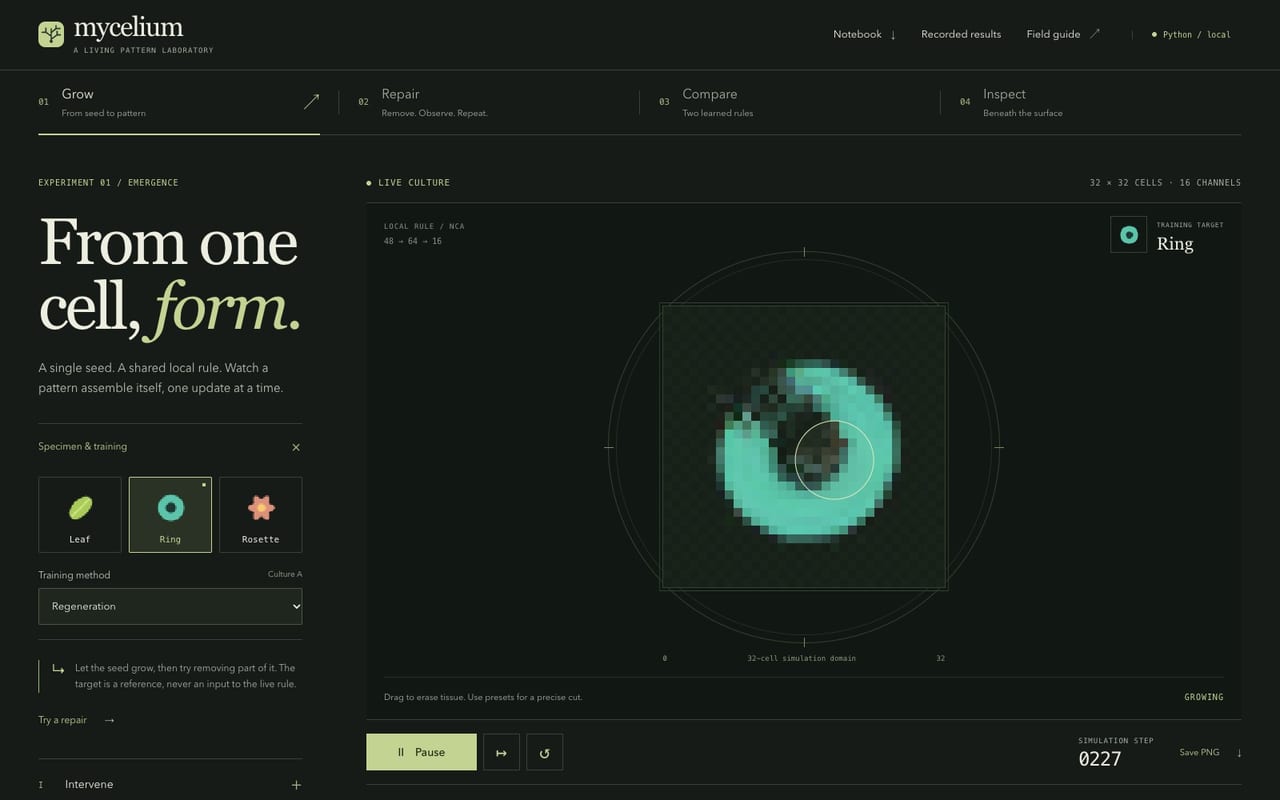 mycelium
A LIVING PATTERN LABORATORY
Notebook ↓
Recorded results
Field guide ↗
Python / local
01 Grow ↗
From seed to pattern
02 Repair
Remove. Observe. Repeat.
03 Compare
Two learned rules
04 Inspect
Beneath the surface
EXPERIMENT 01 / EMERGENCE
From one
cell, form.
A single seed. A shared local rule. Watch a
pattern assemble itself, one update at a time.
Specimen & training ×
Leaf
Ring
Rosette
Training method
Culture A
Regeneration
↳ Let the seed grow, then try removing part of it. The
target is a reference, never an input to the live rule.
Try a repair →
I Intervene +
LIVE CULTURE
32 × 32 CELLS · 16 CHANNELS
LOCAL RULE / NCA
48 → 64 → 16
TRAINING TARGET
Ring
0
32-cell simulation domain
32
Drag to erase tissue. Use presets for a precise cut.
GROWING
Pause
↦
↺
SIMULATION STEP
0227
Save PNG ↓